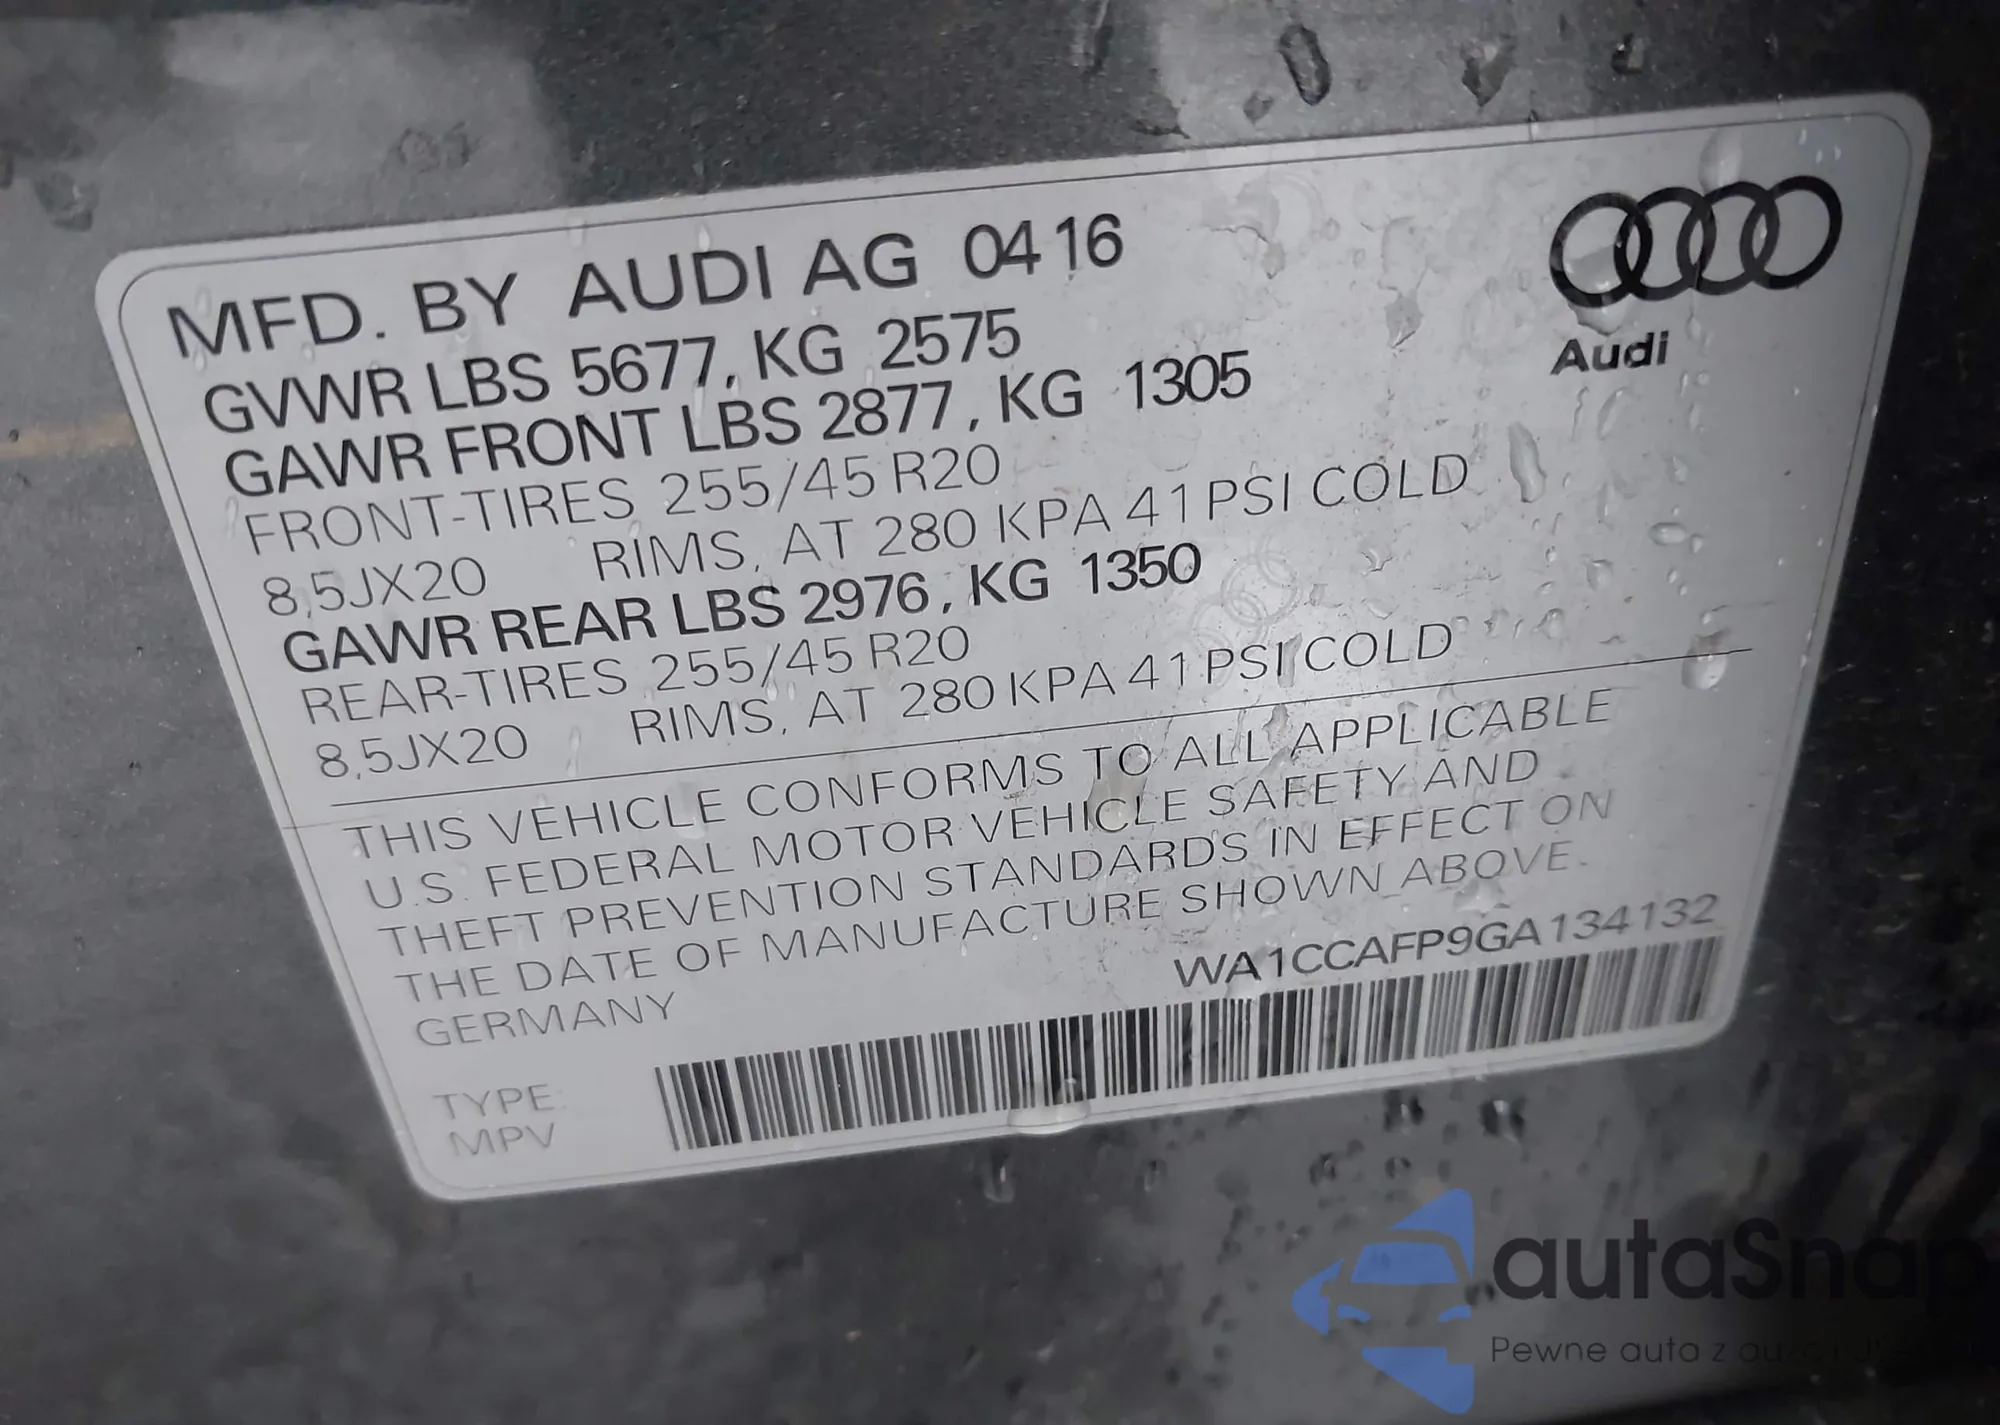 MFD. BY AUDI AG 0416
GVWR LBS 5677, KG 2575
GAWR FRONT LBS 2877, KG 1305
FRONT-TIRES 255/45 R20
8,5JX20 RIMS, AT 280 KPA 41 PSI COLD
GAWR REAR LBS 2976, KG 1350
REAR-TIRES 255/45 R20
8,5JX20 RIMS, AT 280 KPA 41 PSI COLD
Audi
THIS VEHICLE CONFORMS TO ALL APPLICABLE
U.S. FEDERAL MOTOR VEHICLE SAFETY AND
THEFT PREVENTION STANDARDS IN EFFECT ON
THE DATE OF MANUFACTURE SHOWN ABOVE.
GERMANY
WA1CCAFP9GA134132
TYPE
MPV
autaSnap
Pewne auta z